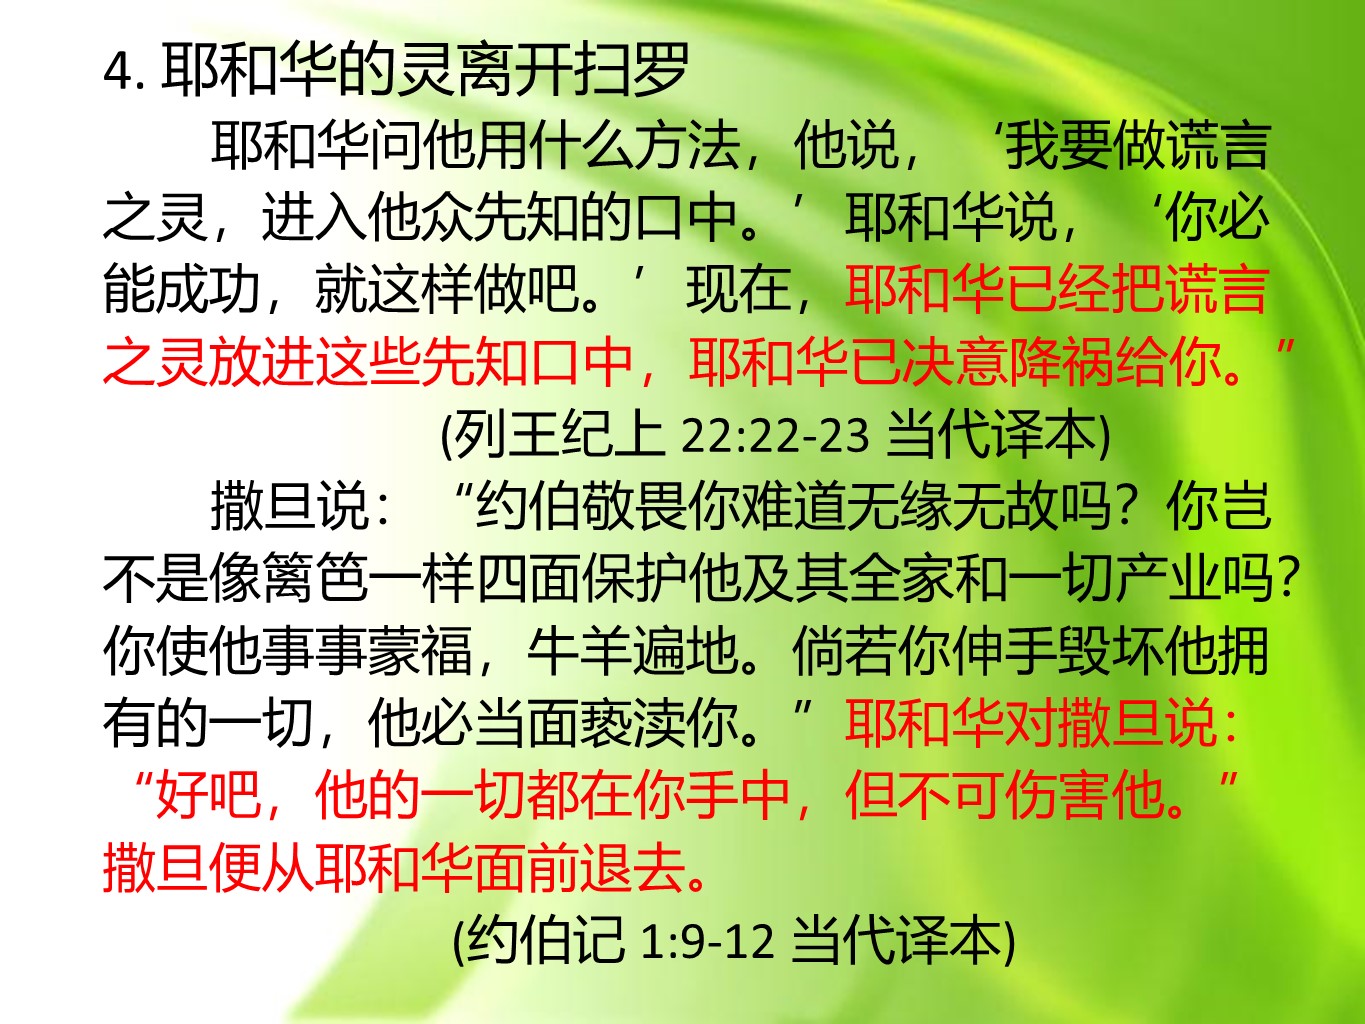 4. 耶和华的灵离开扫罗
耶和华问他用什么方法，他说，‘我要做谎言
之灵，进入他众先知的口中。’耶和华说，‘你必
能成功，就这样做吧。’现在，耶和华已经把谎言
之灵放进这些先知口中，耶和华已决意降祸给你。”
(列王纪上 22:22-23 当代译本)
撒旦说：“约伯敬畏你难道无缘无故吗？你岂
不是像篱笆一样四面保护他及其全家和一切产业吗？
你使他事事蒙福，牛羊遍地。倘若你伸手毁坏他拥
有的一切，他必当面亵渎你。”耶和华对撒旦说：
“好吧，他的一切都在你手中，但不可伤害他。”
撒旦便从耶和华面前退去。
(约伯记 1:9-12 当代译本)